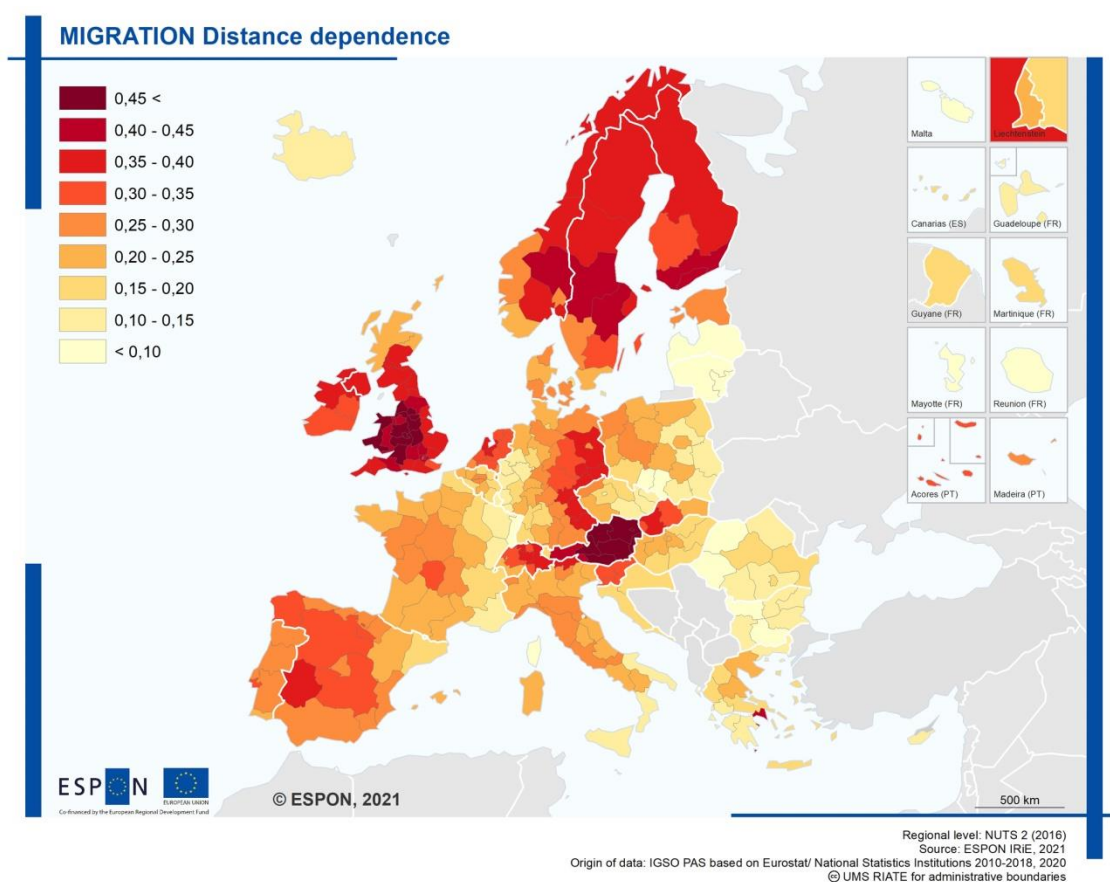 MIGRATION Distance dependence
0,45 <
0,40 - 0,45
0,35 - 0,40
0,30 - 0,35
0,25 - 0,30
0,20 - 0,25
0,15 - 0,20
0,10 - 0,15
< 0,10
Malta
Liechtenstein
Canarias (ES)
Guadeloupe (FR)
Guyane (FR)
Martinique (FR)
Mayotte (FR)
Reunion (FR)
Acores (PT)
Madeira (PT)
ESPON
EUROPEAN UNION
Co-financed by the European Regional Development Fund
© ESPON, 2021
500 km
Regional level: NUTS 2 (2016)
Source: ESPON IRiE, 2021
Origin of data: IGSO PAS based on Eurostat/ National Statistics Institutions 2010-2018, 2020
㏄ UMS RIATE for administrative boundaries